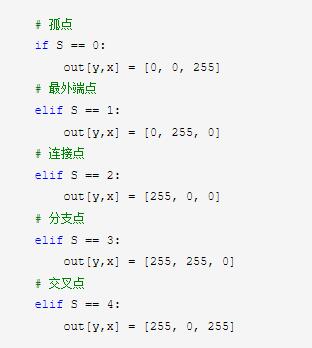 # 孤点
if S == 0:
out[y,x] = [0, 0, 255]
# 最外端点
elif S == 1:
out[y,x] = [0, 255, 0]
# 连接点
elif S == 2:
out[y,x] = [255, 0, 0]
# 分支点
elif S == 3:
out[y,x] = [255, 255, 0]
# 交叉点
elif S == 4:
out[y,x] = [255, 0, 255]